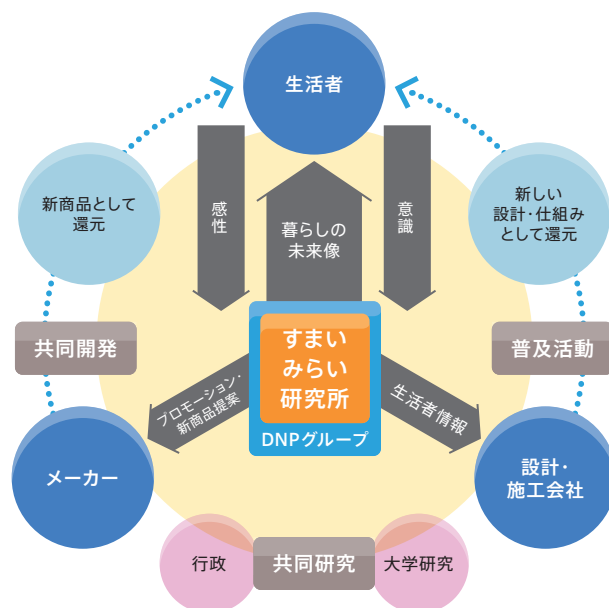 生活者
新商品として
還元
感性
暮らしの
未来像
意識
新しい
設計・仕組み
として還元
共同開発
すまい
みらい
研究所
DNPグループ
普及活動
プロモーション・
新商品提案
生活者情報
メーカー
設計・
施工会社
行政
共同研究
大学研究